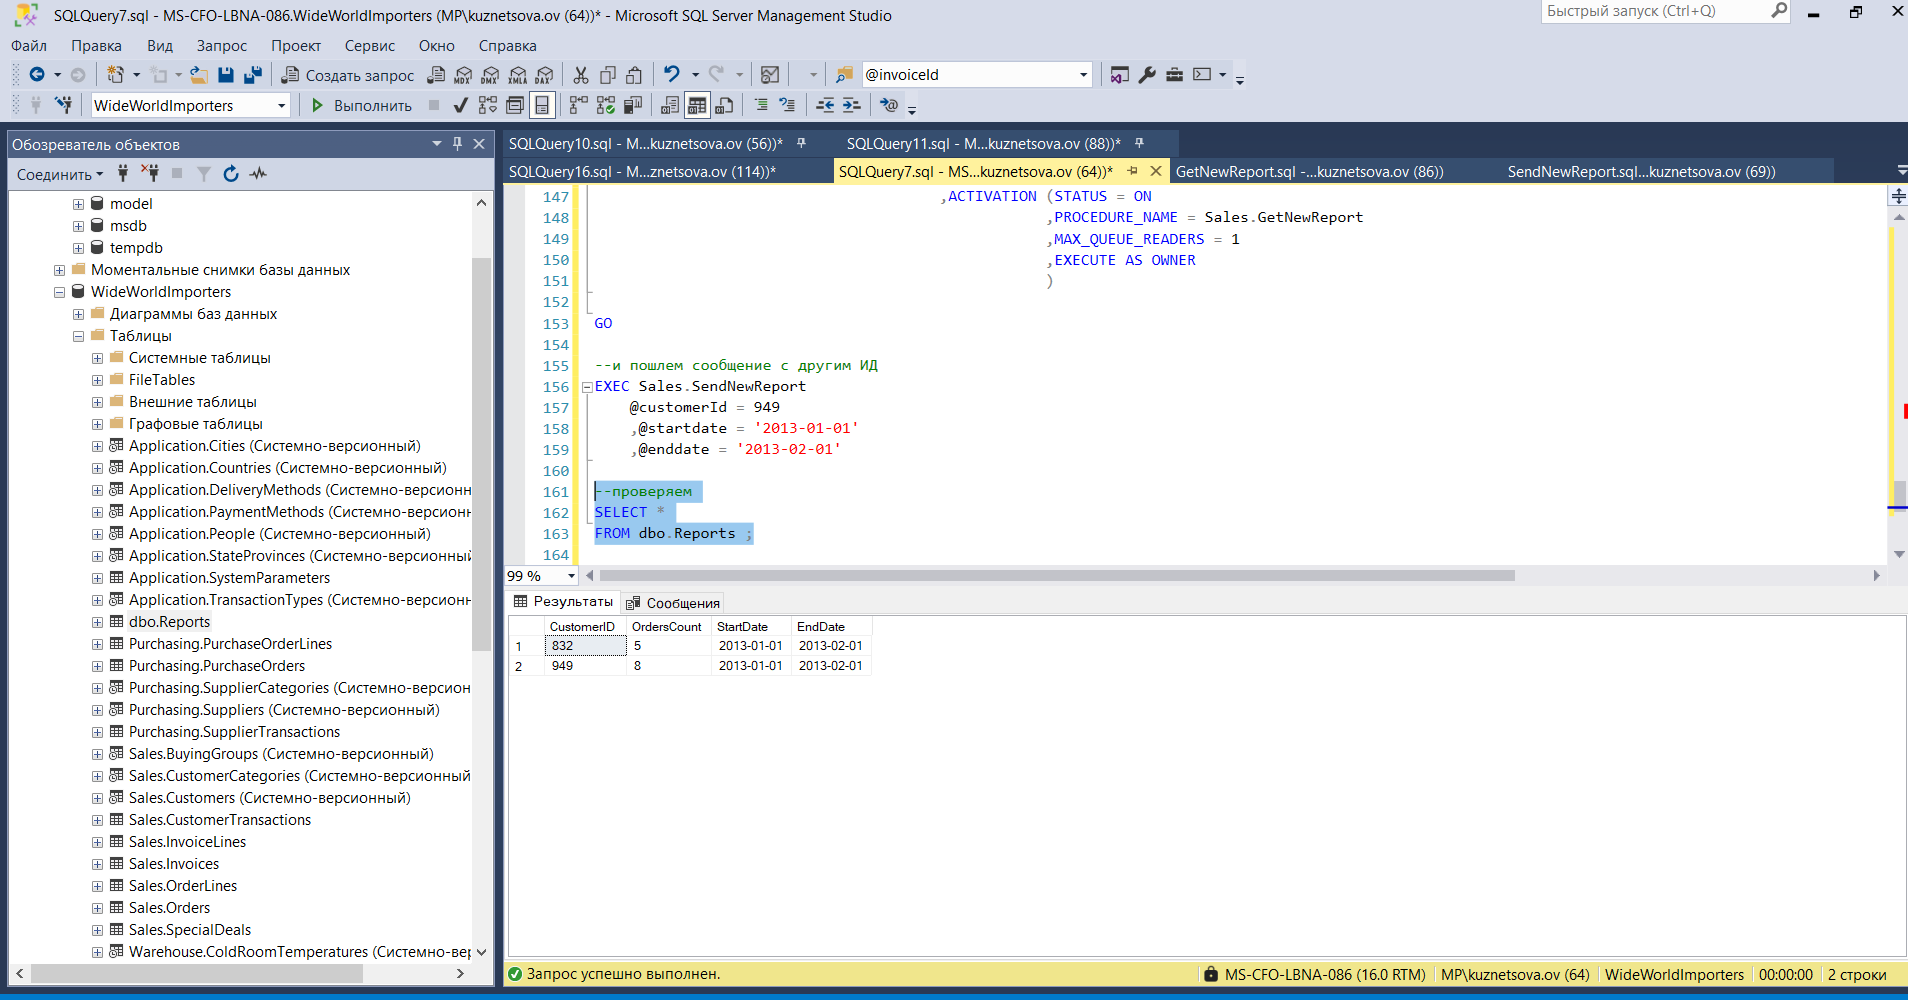 SQLQuery7.sql - MS-CFO-LBNA-086.WideWorldImporters (MP\kuznetsova.ov (64))* - Microsoft SQL Server Management Studio
Быстрый запуск (Ctrl+Q)
Файл Правка Вид Запрос Проект Сервис Окно Справка
Создать запрос MDX DMX XMLA DAX @invoiceId
WideWorldImporters Выполнить
Обозреватель объектов
Соединить
model
msdb
tempdb
Моментальные снимки базы данных
WideWorldImporters
Диаграммы баз данных
Таблицы
Системные таблицы
FileTables
Внешние таблицы
Графовые таблицы
Application.Cities (Системно-версионный)
Application.Countries (Системно-версионный)
Application.DeliveryMethods (Системно-версионн
Application.PaymentMethods (Системно-версионн
Application.People (Системно-версионный)
Application.StateProvinces (Системно-версионный
Application.SystemParameters
Application.TransactionTypes (Системно-версионн
dbo.Reports
Purchasing.PurchaseOrderLines
Purchasing.PurchaseOrders
Purchasing.SupplierCategories (Системно-версион
Purchasing.Suppliers (Системно-версионный)
Purchasing.SupplierTransactions
Sales.BuyingGroups (Системно-версионный)
Sales.CustomerCategories (Системно-версионный
Sales.Customers (Системно-версионный)
Sales.CustomerTransactions
Sales.InvoiceLines
Sales.Invoices
Sales.OrderLines
Sales.Orders
Sales.SpecialDeals
Warehouse.ColdRoomTemperatures (Системно-вер
SQLQuery10.sql - M...kuznetsova.ov (56))* SQLQuery11.sql - M...kuznetsova.ov (88))*
SQLQuery16.sql - M...znetsova.ov (114))* SQLQuery7.sql - MS...kuznetsova.ov (64))* GetNewReport.sql -...kuznetsova.ov (86)) SendNewReport.sql...kuznetsova.ov (69))
147 ,ACTIVATION (STATUS = ON
148 ,PROCEDURE_NAME = Sales.GetNewReport
149 ,MAX_QUEUE_READERS = 1
150 ,EXECUTE AS OWNER
151 )
152
153 GO
154
155 --и пошлем сообщение с другим ИД
156 EXEC Sales.SendNewReport
157 @customerId = 949
158 ,@startdate = '2013-01-01'
159 ,@enddate = '2013-02-01'
160
161 --проверяем
162 SELECT *
163 FROM dbo.Reports ;
164
99 %
Результаты Сообщения
CustomerID OrdersCount StartDate EndDate
1 832 5 2013-01-01 2013-02-01
2 949 8 2013-01-01 2013-02-01
Запрос успешно выполнен. MS-CFO-LBNA-086 (16.0 RTM) MP\kuznetsova.ov (64) WideWorldImporters 00:00:00 2 строки